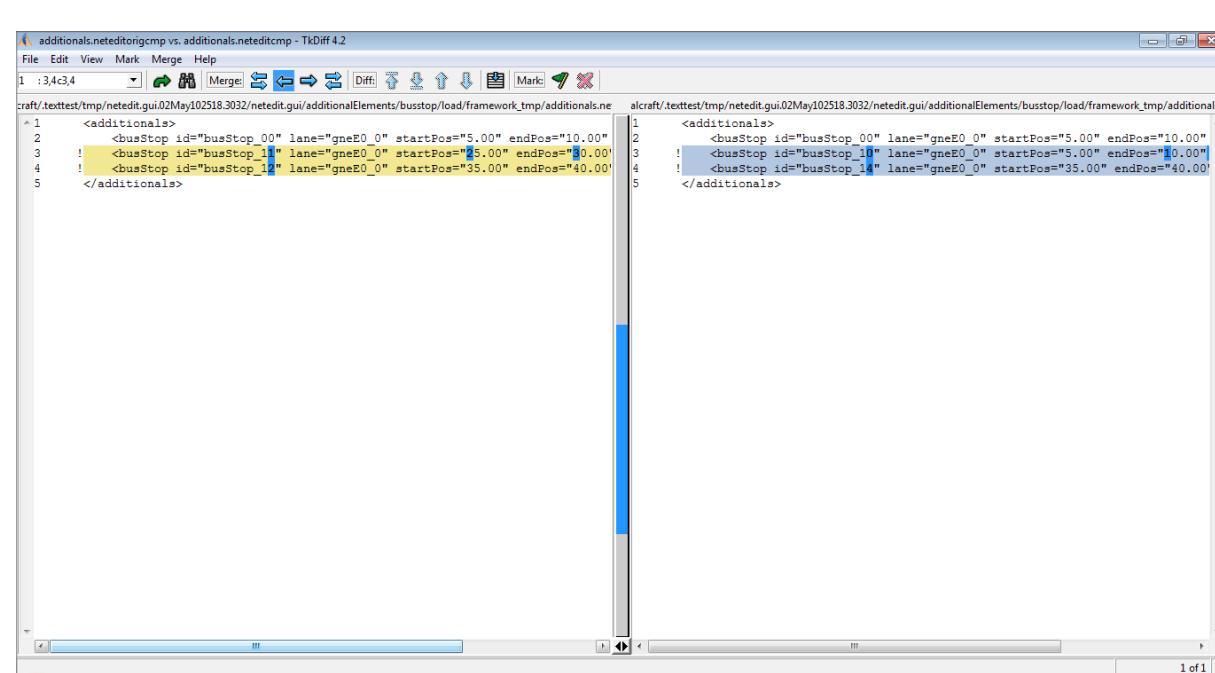 additionals.neteditorigcmp vs. additionals.neteditcmp - TkDiff 4.2
File Edit View Mark Merge Help
1 : 3,4c3,4 Merge: Diff: Mark:
:raft/.texttest/tmp/netedit.gui.02May102518.3032/netedit.gui/additionalElements/busstop/load/framework_tmp/additionals.ne
1 <additionals>
2 <busStop id="busStop_00" lane="gneE0_0" startPos="5.00" endPos="10.00"
3 ! <busStop id="busStop_11" lane="gneE0_0" startPos="25.00" endPos="30.00"
4 ! <busStop id="busStop_12" lane="gneE0_0" startPos="35.00" endPos="40.00"
5 </additionals>
alcraft/.texttest/tmp/netedit.gui.02May102518.3032/netedit.gui/additionalElements/busstop/load/framework_tmp/additional
1 <additionals>
2 <busStop id="busStop_00" lane="gneE0_0" startPos="5.00" endPos="10.00"
3 ! <busStop id="busStop_10" lane="gneE0_0" startPos="5.00" endPos="10.00"
4 ! <busStop id="busStop_14" lane="gneE0_0" startPos="35.00" endPos="40.00"
5 </additionals>
1 of 1